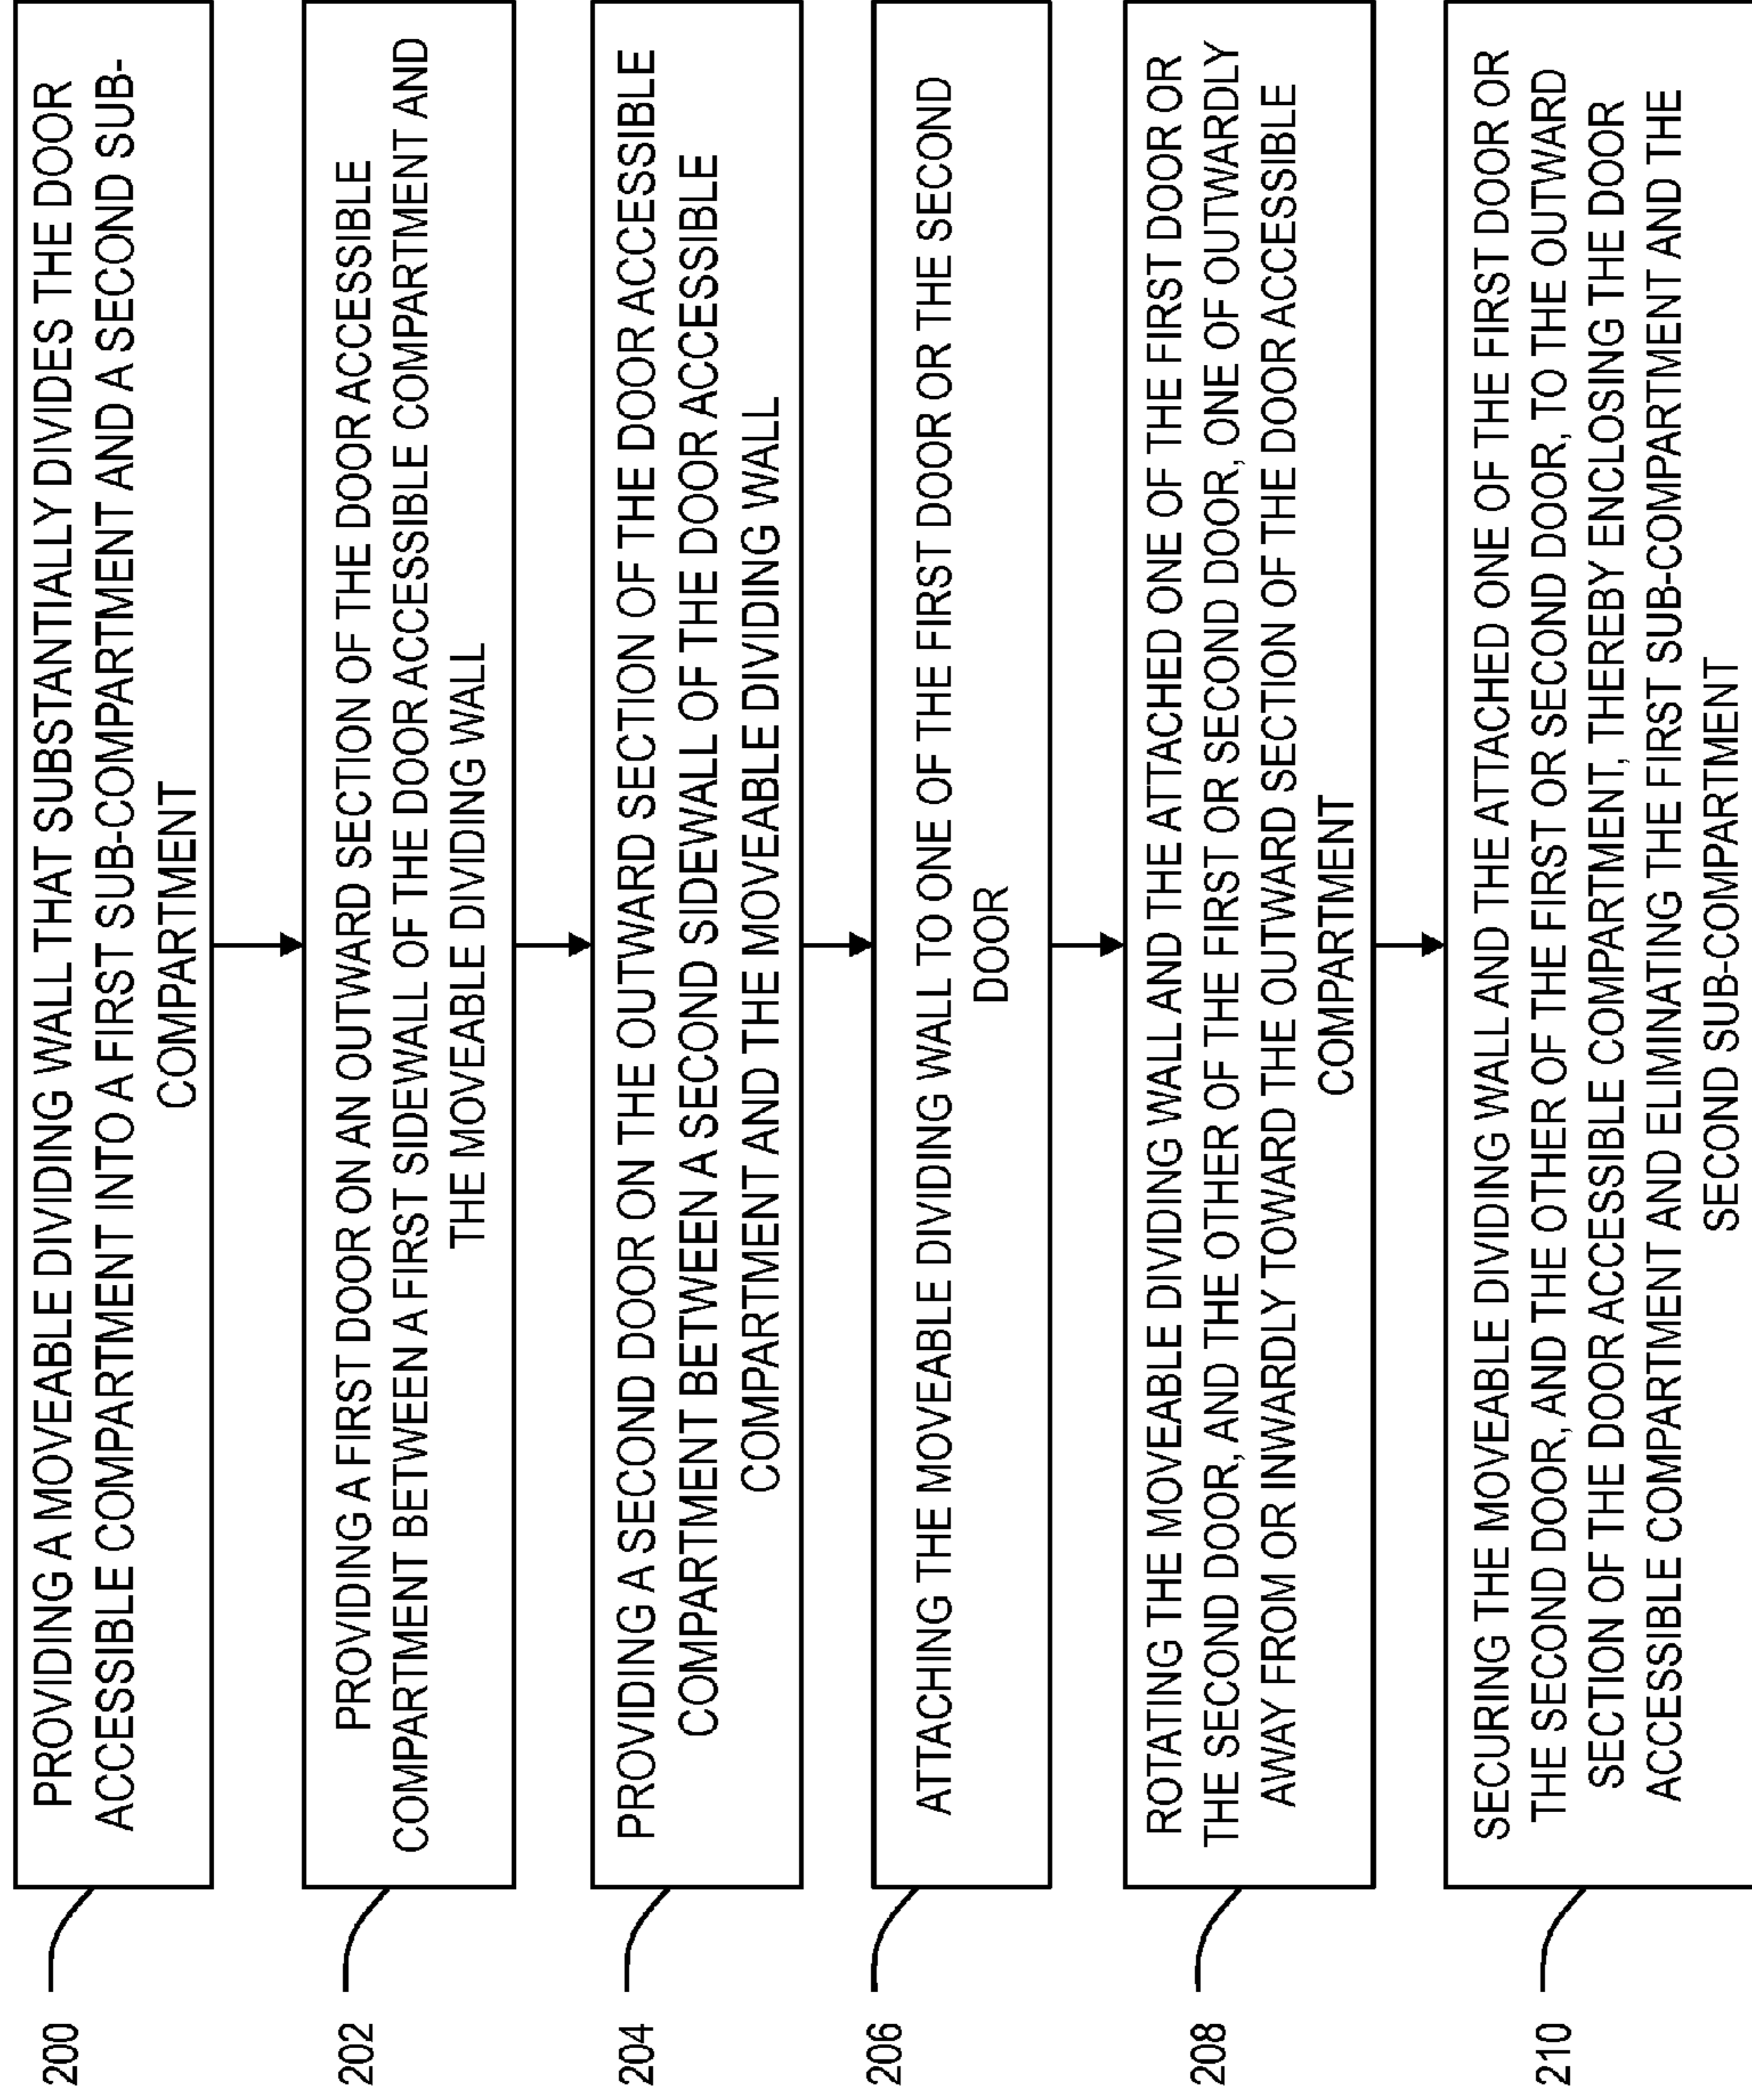 200
PROVIDING A MOVEABLE DIVIDING WALL THAT SUBSTANTIALLY DIVIDES THE DOOR
ACCESSIBLE COMPARTMENT INTO A FIRST SUB-COMPARTMENT AND A SECOND SUB-
COMPARTMENT
202
PROVIDING A FIRST DOOR ON AN OUTWARD SECTION OF THE DOOR ACCESSIBLE
COMPARTMENT BETWEEN A FIRST SIDEWALL OF THE DOOR ACCESSIBLE COMPARTMENT AND
THE MOVEABLE DIVIDING WALL
204
PROVIDING A SECOND DOOR ON THE OUTWARD SECTION OF THE DOOR ACCESSIBLE
COMPARTMENT BETWEEN A SECOND SIDEWALL OF THE DOOR ACCESSIBLE
COMPARTMENT AND THE MOVEABLE DIVIDING WALL
206
ATTACHING THE MOVEABLE DIVIDING WALL TO ONE OF THE FIRST DOOR OR THE SECOND
DOOR
208
ROTATING THE MOVEABLE DIVIDING WALL AND THE ATTACHED ONE OF THE FIRST DOOR OR
THE SECOND DOOR, AND THE OTHER OF THE FIRST OR SECOND DOOR, ONE OF OUTWARDLY
AWAY FROM OR INWARDLY TOWARD THE OUTWARD SECTION OF THE DOOR ACCESSIBLE
COMPARTMENT
210
SECURING THE MOVEABLE DIVIDING WALL AND THE ATTACHED ONE OF THE FIRST DOOR OR
THE SECOND DOOR, AND THE OTHER OF THE FIRST OR SECOND DOOR, TO THE OUTWARD
SECTION OF THE DOOR ACCESSIBLE COMPARTMENT, THEREBY ENCLOSING THE DOOR
ACCESSIBLE COMPARTMENT AND ELIMINATING THE FIRST SUB-COMPARTMENT AND THE
SECOND SUB-COMPARTMENT